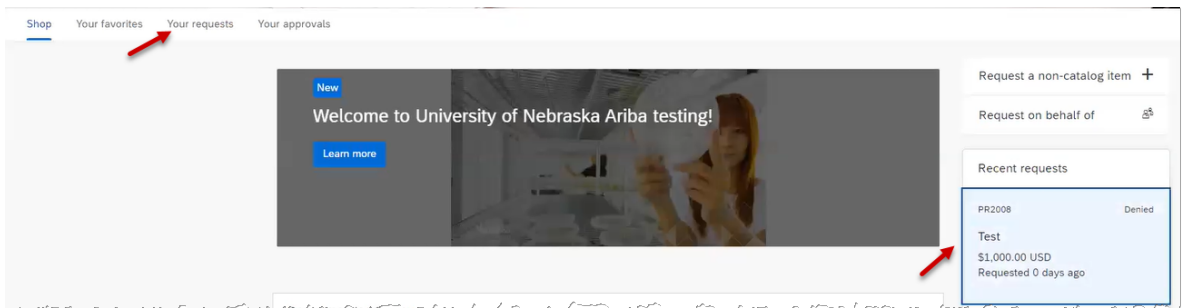 Shop Your favorites Your requests Your approvals
New
Welcome to University of Nebraska Ariba testing!
Learn more
Request a non-catalog item +
Request on behalf of
Recent requests
PR2008 Denied
Test
$1,000.00 USD
Requested 0 days ago